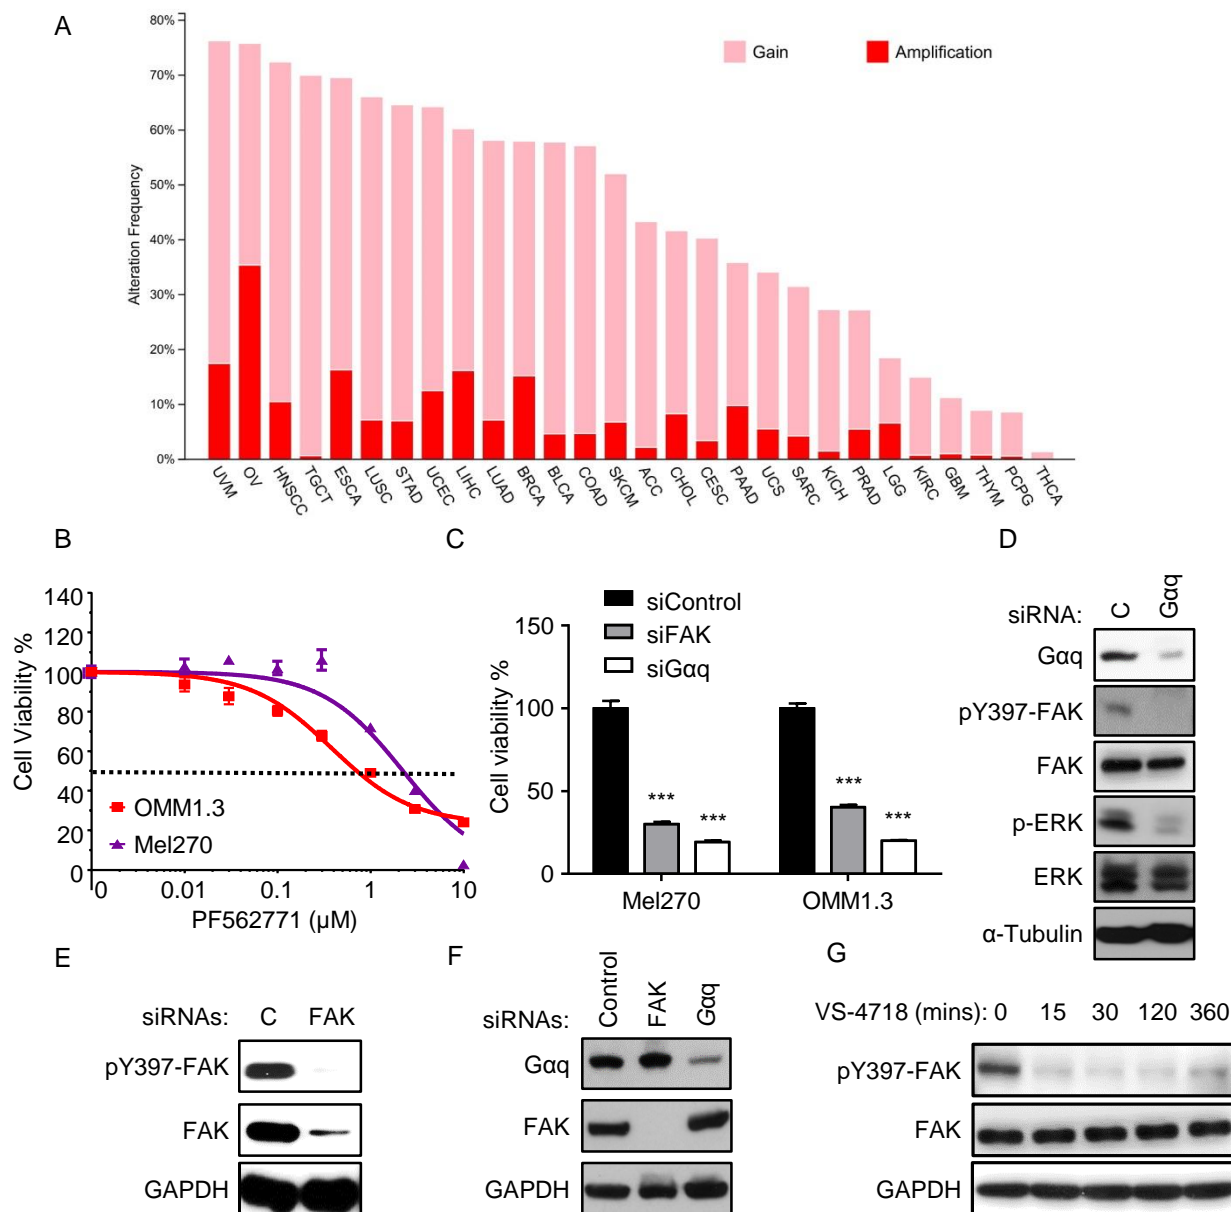 A
80%
70%
60%
50%
40%
30%
20%
10%
0%
Alteration Frequency
Gain
Amplification
UVM
OV
HNSCC
TGCT
ESCA
LUSC
STAD
UCEC
LIHC
LUAD
BRCA
BLCA
COAD
SKCM
ACC
CHOL
CESC
PAAD
UCS
SARC
KICH
PRAD
LGG
KIRC
GBM
THYM
PCPG
THCA
B
140
120
100
80
60
40
20
0
Cell Viability %
OMM1.3
Mel270
0 0.01 0.1 1 10
PF562771 (µM)
C
siControl
siFAK
siGαq
150
100
50
0
Cell viability %
*** *** *** ***
Mel270 OMM1.3
D
siRNA: C Gαq
Gαq
pY397-FAK
FAK
p-ERK
ERK
α-Tubulin
E
siRNAs: C FAK
pY397-FAK
FAK
GAPDH
F
siRNAs: Control FAK Gαq
Gαq
FAK
GAPDH
G
VS-4718 (mins): 0 15 30 120 360
pY397-FAK
FAK
GAPDH